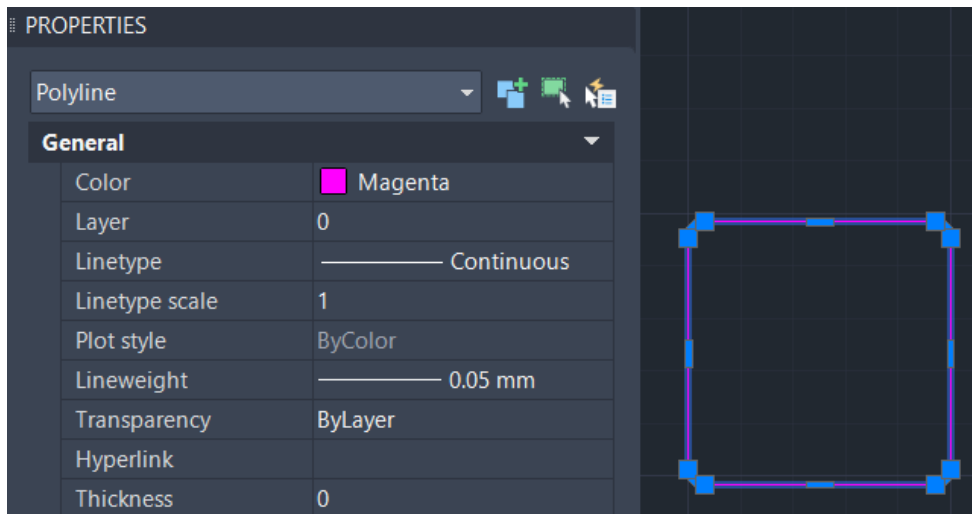 PROPERTIES
Polyline
General
Color Magenta
Layer 0
Linetype Continuous
Linetype scale 1
Plot style ByColor
Lineweight 0.05 mm
Transparency ByLayer
Hyperlink
Thickness 0